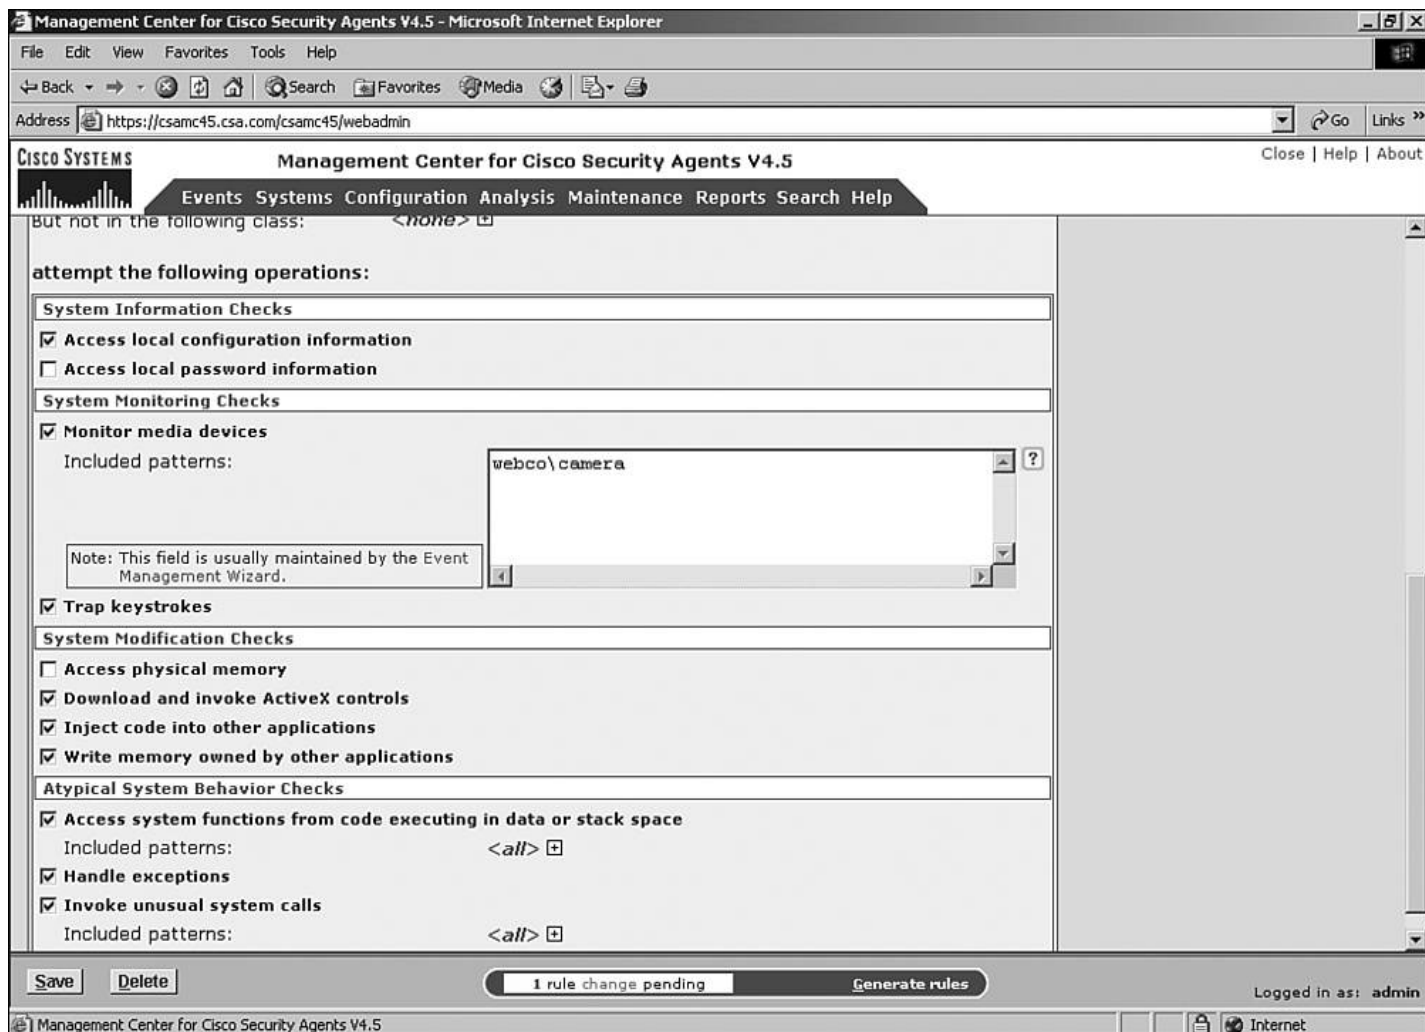 Management Center for Cisco Security Agents V4.5 - Microsoft Internet Explorer
File Edit View Favorites Tools Help
Back Search Favorites Media
Address https://csamc45.csa.com/csamc45/webadmin Go Links »
CISCO SYSTEMS
Management Center for Cisco Security Agents V4.5
Close | Help | About
Events Systems Configuration Analysis Maintenance Reports Search Help
But not in the following class: <none>
attempt the following operations:
System Information Checks
Access local configuration information
Access local password information
System Monitoring Checks
Monitor media devices
Included patterns: webco\camera ?
Note: This field is usually maintained by the Event
Management Wizard.
Trap keystrokes
System Modification Checks
Access physical memory
Download and invoke ActiveX controls
Inject code into other applications
Write memory owned by other applications
Atypical System Behavior Checks
Access system functions from code executing in data or stack space
Included patterns: <all>
Handle exceptions
Invoke unusual system calls
Included patterns: <all>
Save Delete 1 rule change pending Generate rules
Logged in as: admin
Management Center for Cisco Security Agents V4.5 Internet